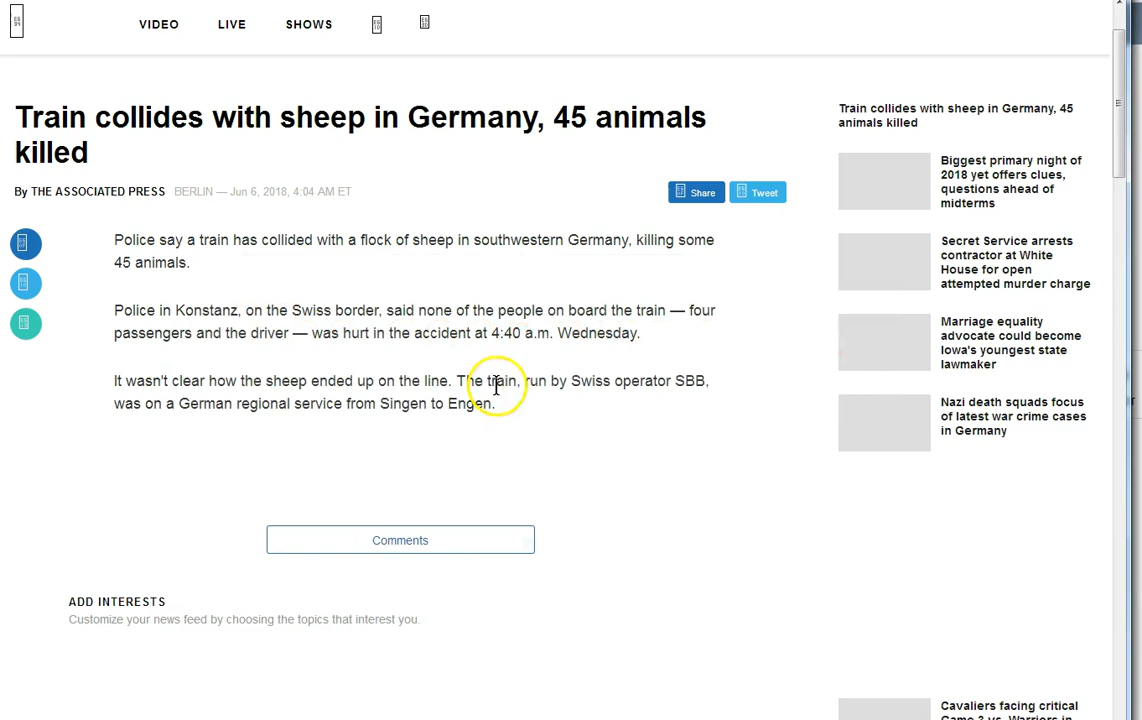 VIDEO LIVE SHOWS
Train collides with sheep in Germany, 45 animals
killed
By THE ASSOCIATED PRESS BERLIN — Jun 6, 2018, 4:04 AM ET
Share Tweet
Police say a train has collided with a flock of sheep in southwestern Germany, killing some
45 animals.
Police in Konstanz, on the Swiss border, said none of the people on board the train — four
passengers and the driver — was hurt in the accident at 4:40 a.m. Wednesday.
It wasn't clear how the sheep ended up on the line. The train, run by Swiss operator SBB,
was on a German regional service from Singen to Engen.
Comments
ADD INTERESTS
Customize your news feed by choosing the topics that interest you.
Train collides with sheep in Germany, 45
animals killed
Biggest primary night of
2018 yet offers clues,
questions ahead of
midterms
Secret Service arrests
contractor at White
House for open
attempted murder charge
Marriage equality
advocate could become
Iowa's youngest state
lawmaker
Nazi death squads focus
of latest war crime cases
in Germany
Cavaliers facing critical
Game 3 vs. Warriors in